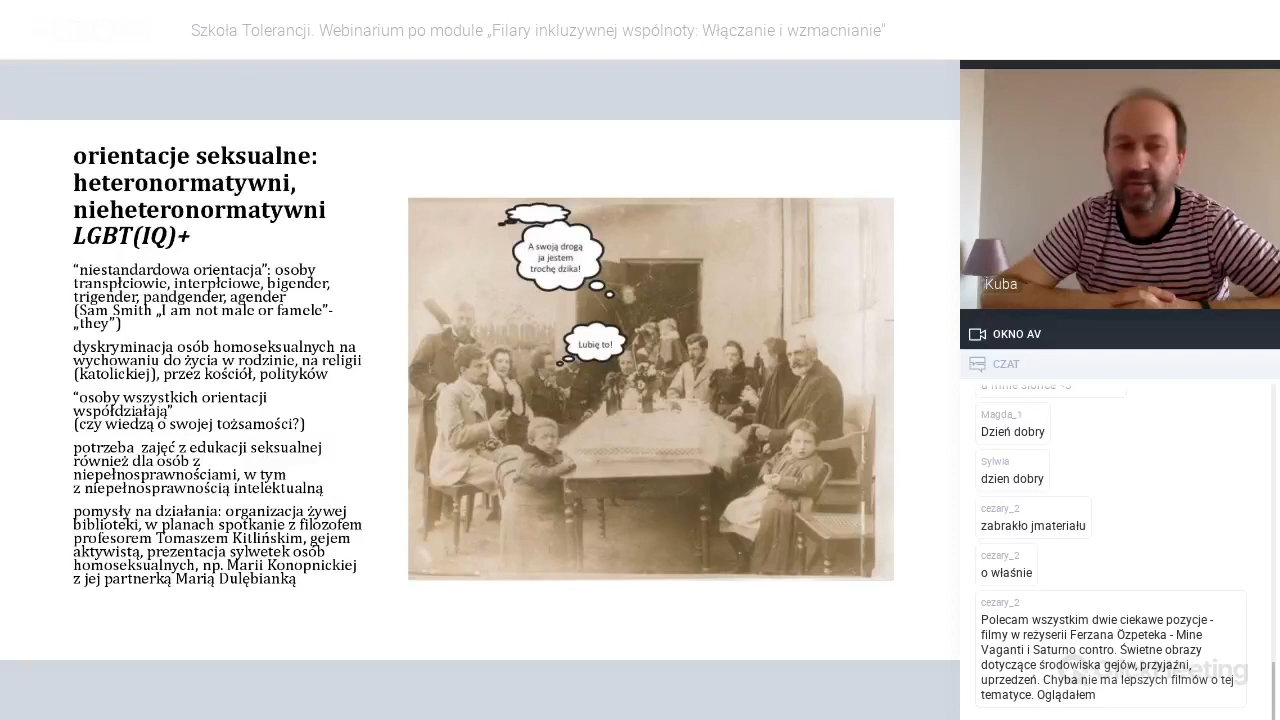 Szkoła Tolerancji. Webinarium po module „Filary inkluzywnej wspólnoty: Włączanie i wzmacnianie"
orientacje seksualne:
heteronormatywni,
nieheteronormatywni
LGBT(IQ)+
“niestandardowa orientacja”: osoby
transpłciowie, interpłciowe, bigender,
trigender, pandgender, agender
(Sam Smith „I am not male or famele”-
„they”)
dyskryminacja osób homoseksualnych na
wychowaniu do życia w rodzinie, na religii
(katolickiej), przez kościół, polityków
“osoby wszystkich orientacji
współdziałają”
(czy wiedzą o swojej tożsamości?)
potrzeba zajęć z edukacji seksualnej
również dla osób z
niepełnosprawnościami, w tym
z niepełnosprawnością intelektualną
pomysły na działania: organizacja żywej
biblioteki, w planach spotkanie z filozofem
profesorem Tomaszem Kitlińskim, gejem
aktywistą, prezentacja sylwetek osób
homoseksualnych, np. Marii Konopnickiej
z jej partnerką Marią Dulębianką
A swoją drogą
ja jestem
trochę dzika!
Lubię to!
Kuba
OKNO AV
CZAT
u mnie słońce <3
Magda_1
Dzień dobry
Sylwia
dzien dobry
cezary_2
zabrakło jmateriału
cezary_2
o właśnie
cezary_2
Polecam wszystkim dwie ciekawe pozycje -
filmy w reżyserii Ferzana Özpeteka - Mine
Vaganti i Saturno contro. Świetne obrazy
dotyczące środowiska gejów, przyjaźni,
uprzedzeń. Chyba nie ma lepszych filmów o tej
tematyce. Oglądałem